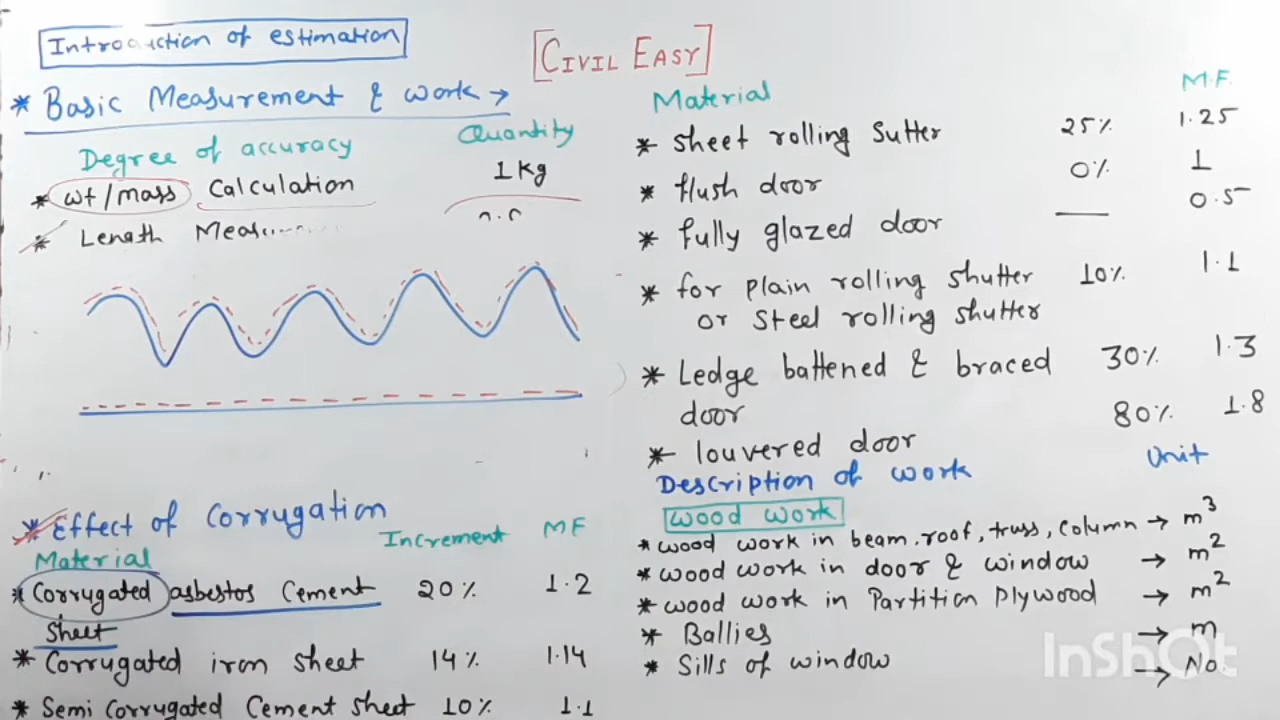 Introduction of estimation
[CIVIL EASY]
* Basic Measurement & work →
Degree of accuracy Quantity
* wt/mass Calculation 1 kg
* Length
Material M.F.
* sheet rolling Sutter 25% 1.25
* flush door 0% 1
* fully glazed door — 0.5
* for plain rolling shutter 10% 1.1
or Steel rolling shutter
* Ledge battened & braced 30% 1.3
door
* louvered door 80% 1.8
* Effect of Corrugation
Material Increment MF
* Corrugated asbestos Cement 20% 1.2
Sheet
* Corrugated iron sheet 14% 1.14
* Semi Corrugated Cement sheet 10% 1.1
Description of work Unit
wood work
* wood work in beam, roof, truss, column → m³
* wood work in door & window → m²
* wood work in Partition Plywood → m²
* Ballies → m
* Sills of window → No.
InShot